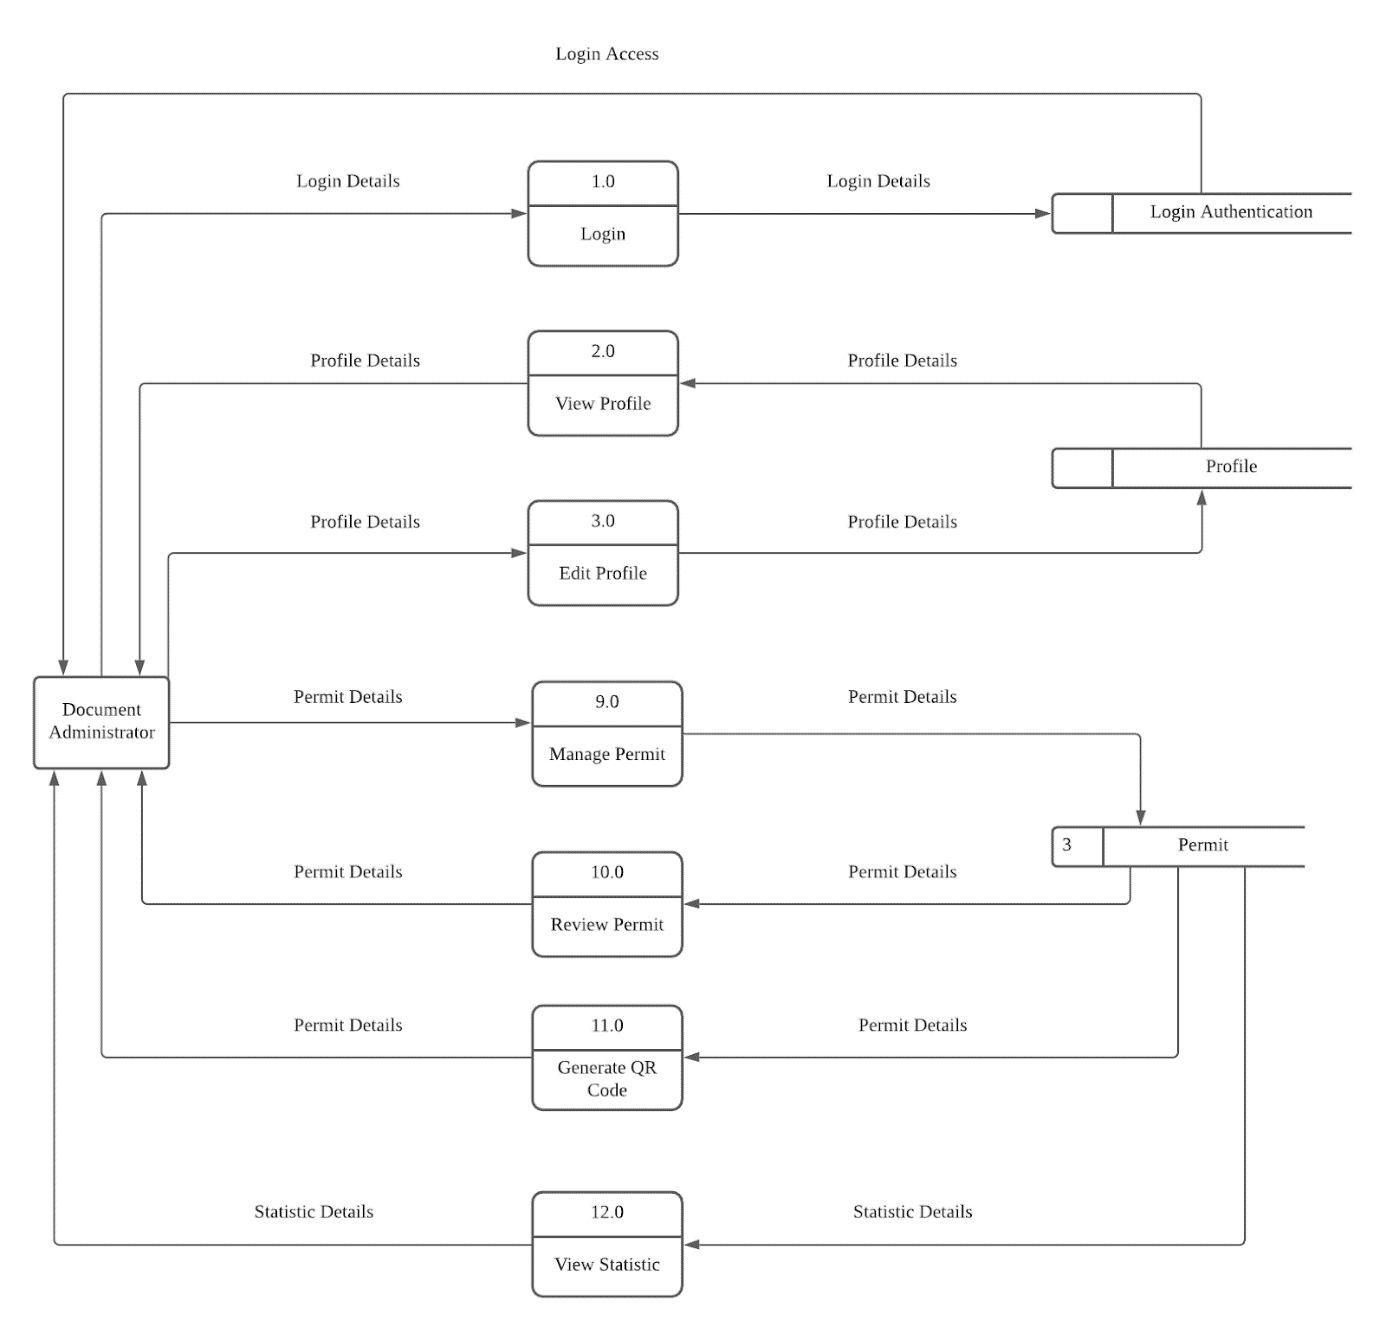 Login Access
Login Details
1.0
Login Details
Login Authentication
Login
Profile Details
2.0
Profile Details
View Profile
Profile
Profile Details
3.0
Profile Details
Edit Profile
Document
Administrator
Permit Details
9.0
Permit Details
Manage Permit
3
Permit
Permit Details
10.0
Permit Details
Review Permit
Permit Details
11.0
Permit Details
Generate QR
Code
Statistic Details
12.0
Statistic Details
View Statistic